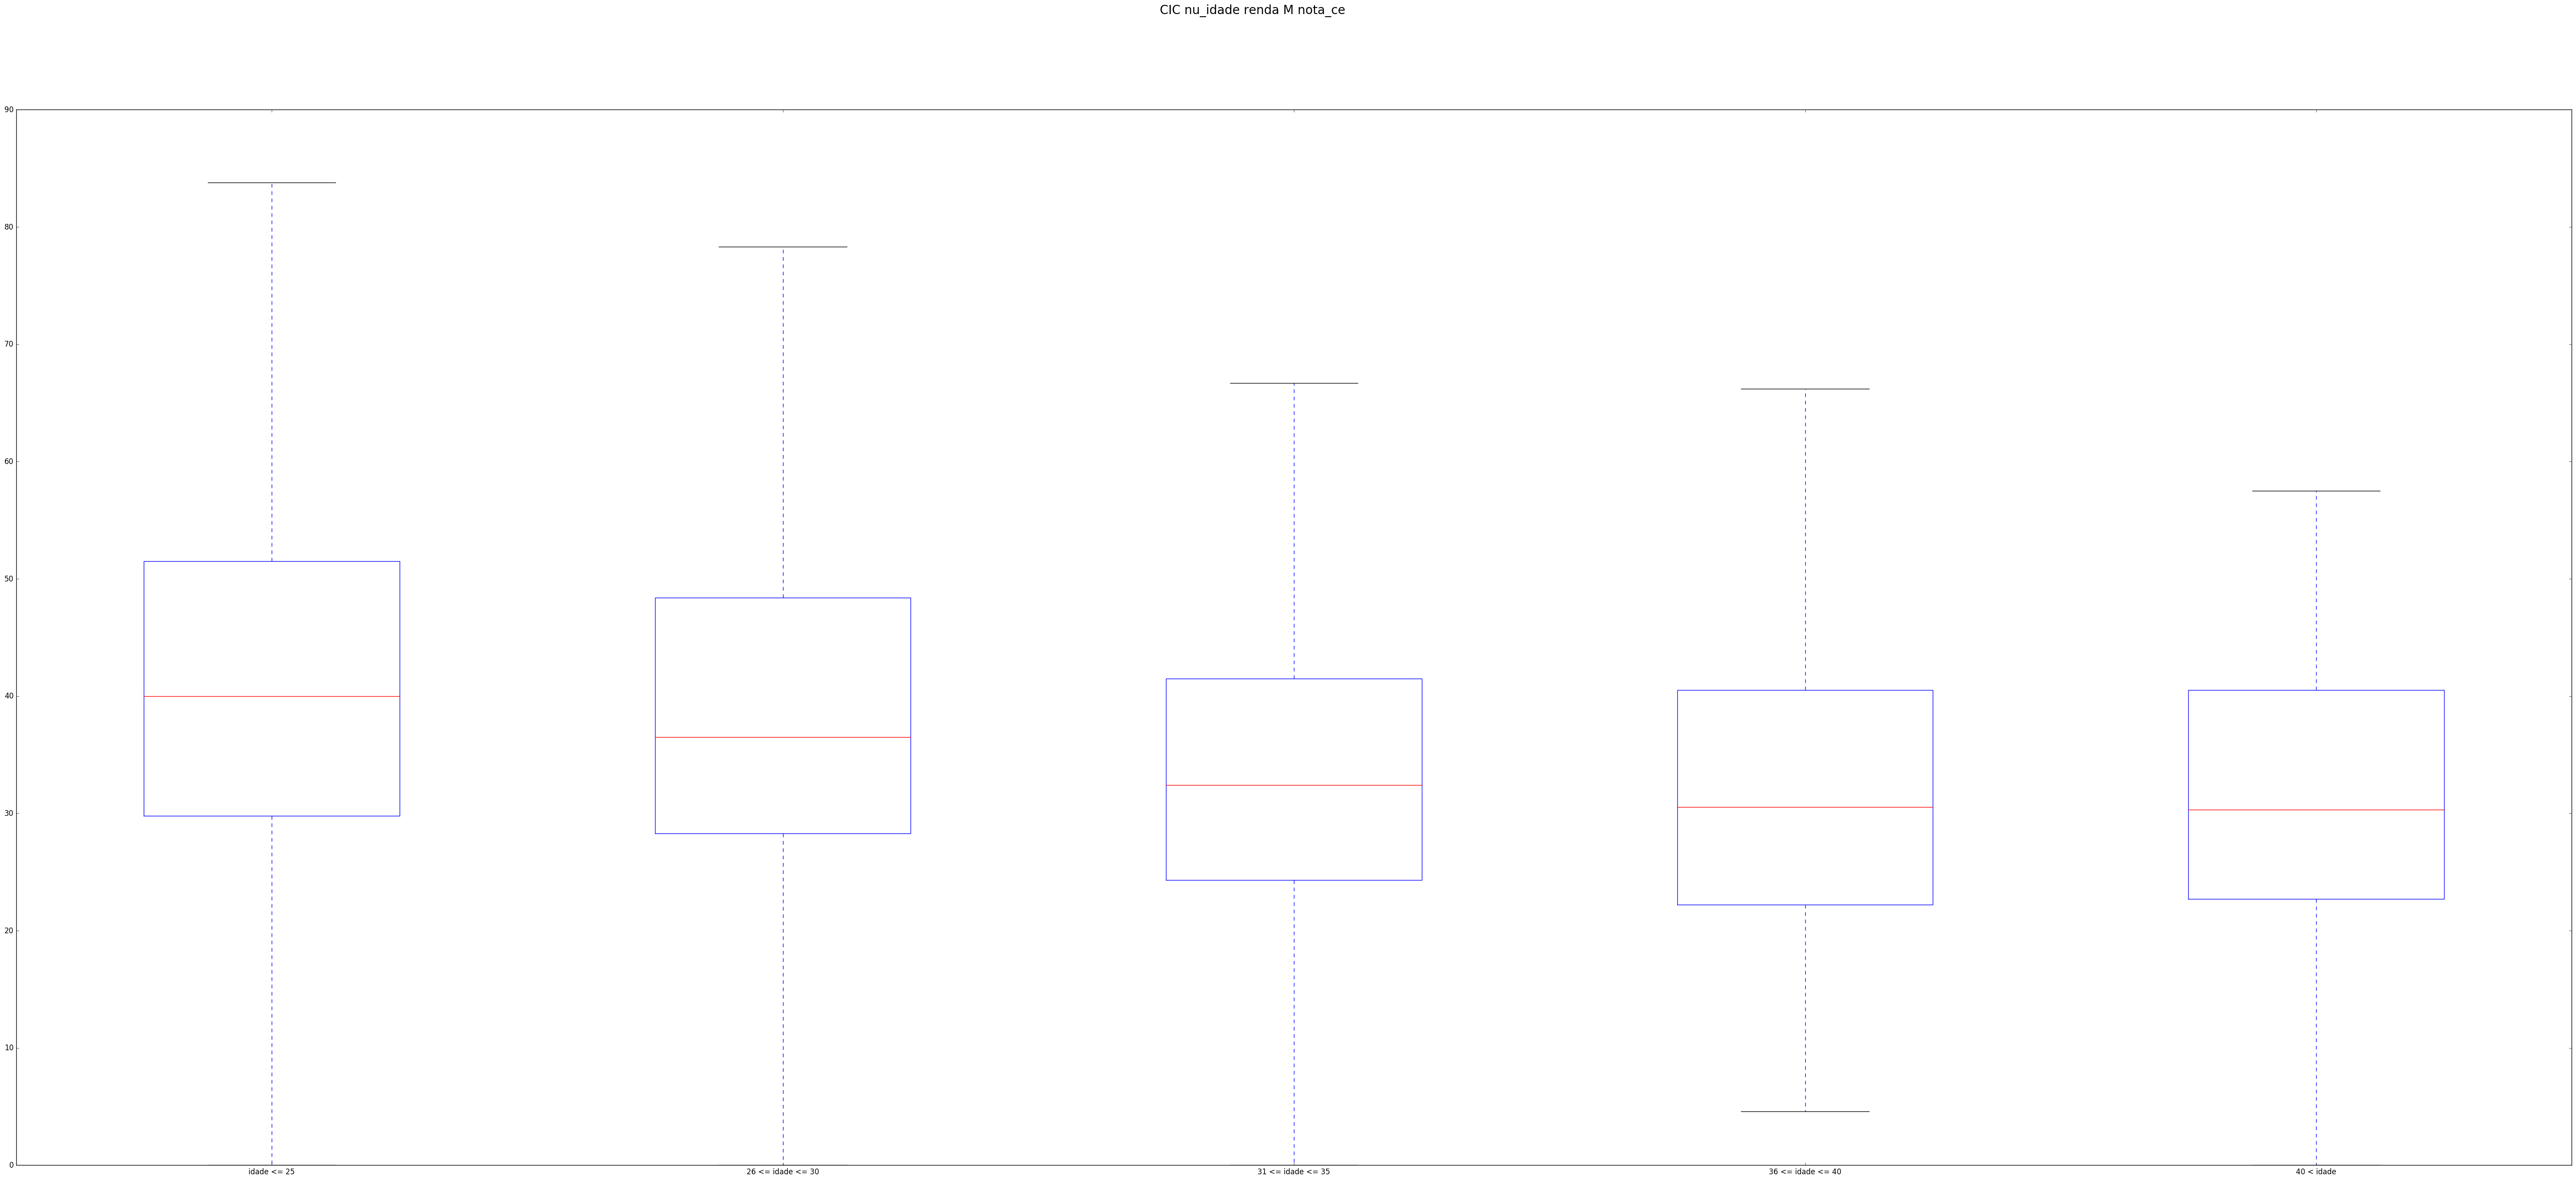 CIC nu_idade renda M nota_ce
90
80
70
60
50
40
30
20
10
0
idade <= 25
26 <= idade <= 30
31 <= idade <= 35
36 <= idade <= 40
40 < idade